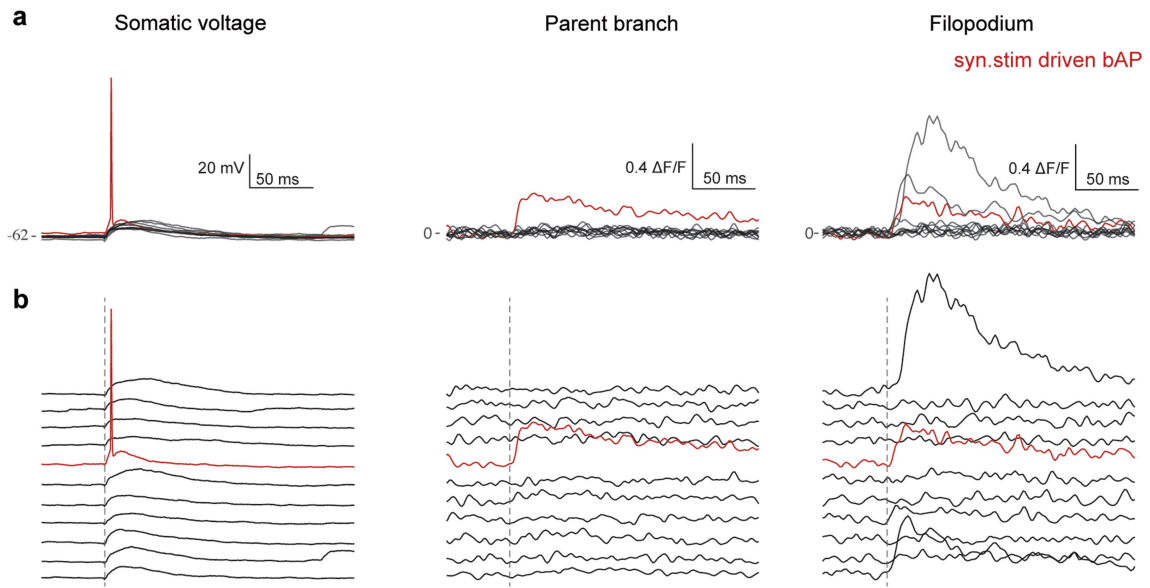 a
Somatic voltage
Parent branch
Filopodium
syn.stim driven bAP
20 mV
50 ms
0.4 ΔF/F
50 ms
0.4 ΔF/F
50 ms
-62-
0-
0-
b